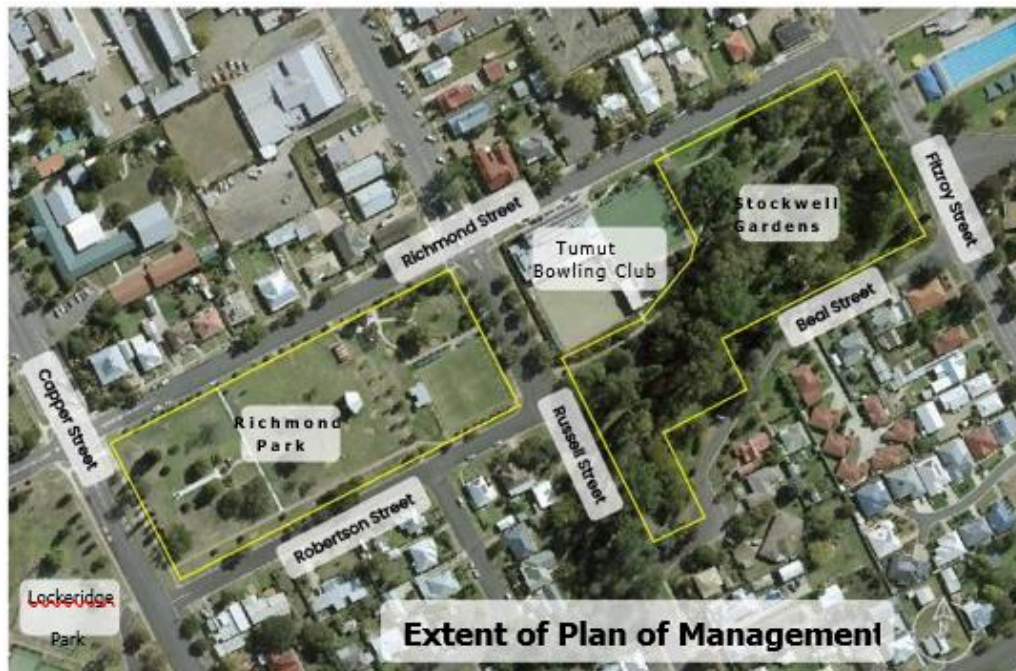 Richmond Street
Tumut
Bowling Club
Stockwell
Gardens
Fitzroy Street
Beal Street
Capper Street
Richmond
Park
Russell Street
Robertson Street
Lockeridge
Park
Extent of Plan of Management